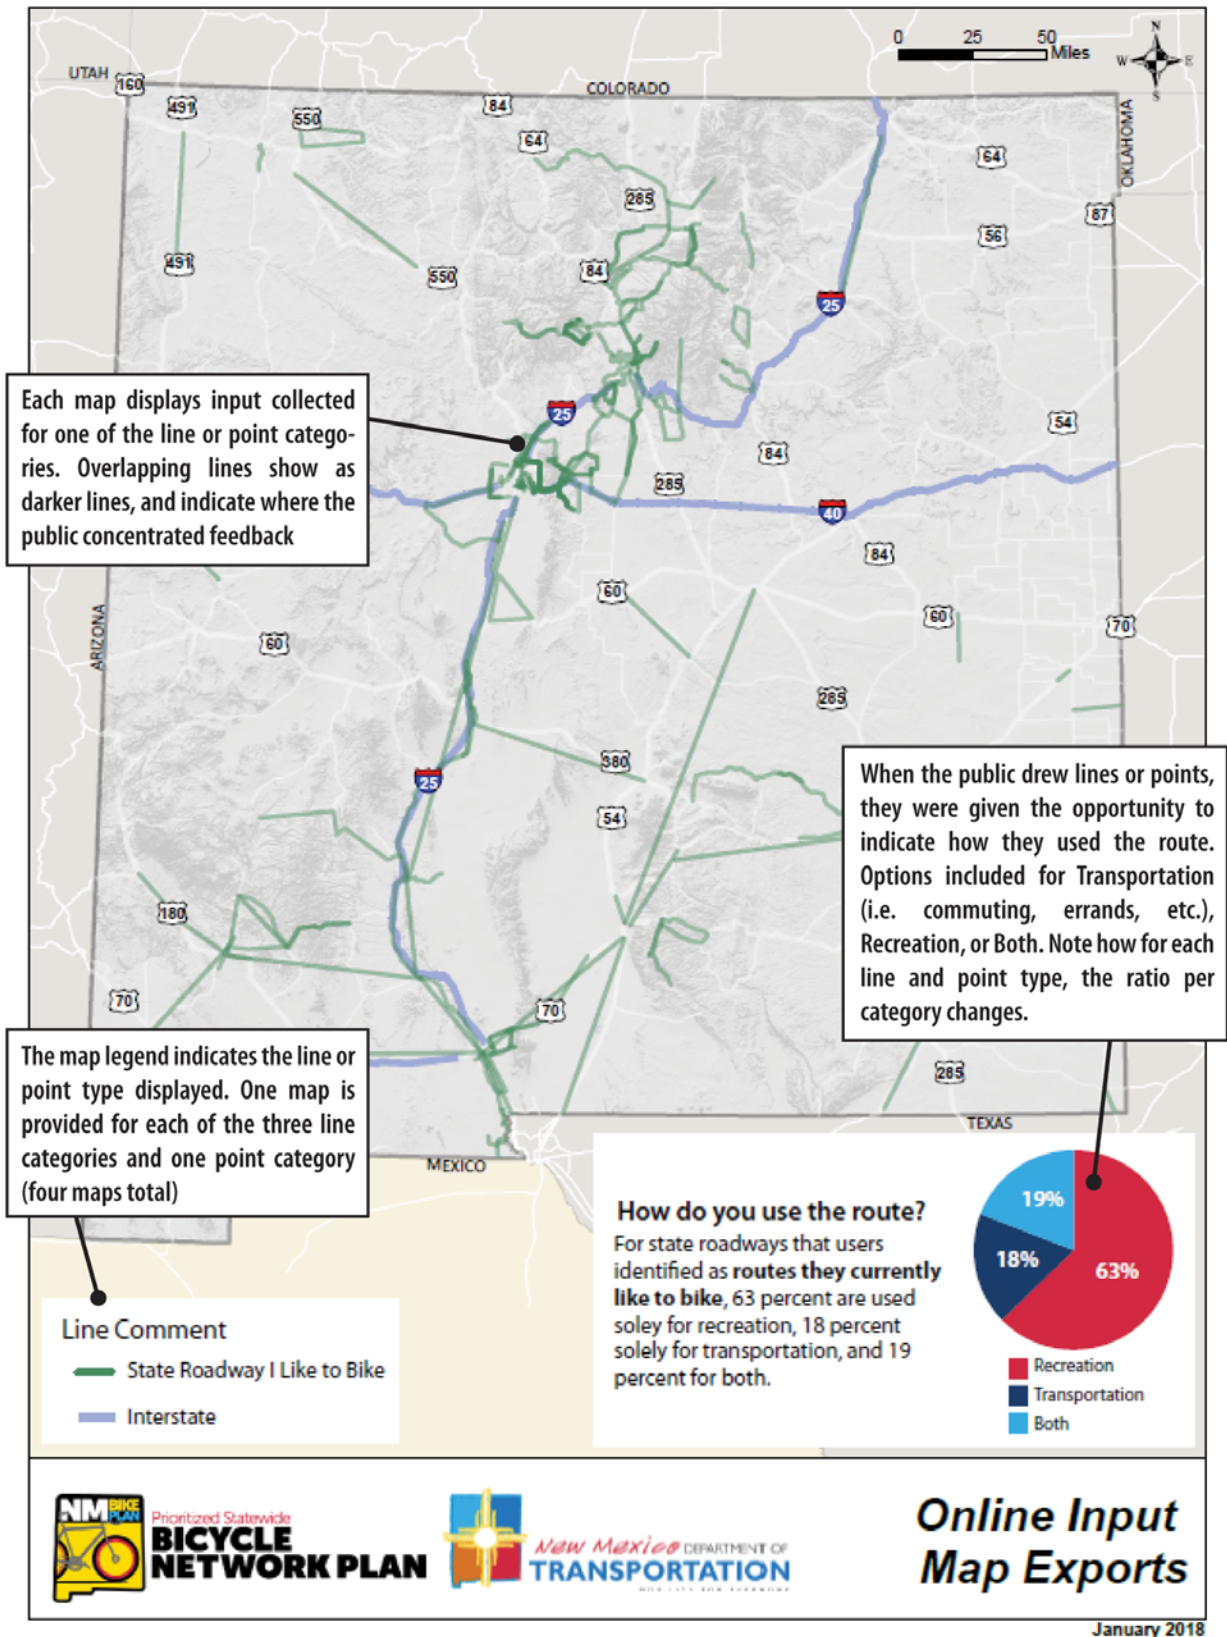 0 25 50
Miles
N
W E
S
UTAH
160
COLORADO
OKLAHOMA
491
550
84
64
64
285
87
56
491
550
84
25
Each map displays input collected
for one of the line or point catego-
ries. Overlapping lines show as
darker lines, and indicate where the
public concentrated feedback
25
54
84
285
40
84
60
60
70
ARIZONA
60
285
380
54
25
When the public drew lines or points,
they were given the opportunity to
indicate how they used the route.
Options included for Transportation
(i.e. commuting, errands, etc.),
Recreation, or Both. Note how for each
line and point type, the ratio per
category changes.
180
70
70
The map legend indicates the line or
point type displayed. One map is
provided for each of the three line
categories and one point category
(four maps total)
285
TEXAS
MEXICO
How do you use the route?
For state roadways that users
identified as routes they currently
like to bike, 63 percent are used
soley for recreation, 18 percent
solely for transportation, and 19
percent for both.
19%
18%
63%
Recreation
Transportation
Both
Line Comment
State Roadway I Like to Bike
Interstate
NM BIKE
PLAN
Prioritized Statewide
BICYCLE
NETWORK PLAN
New Mexico DEPARTMENT OF
TRANSPORTATION
Online Input
Map Exports
January 2018